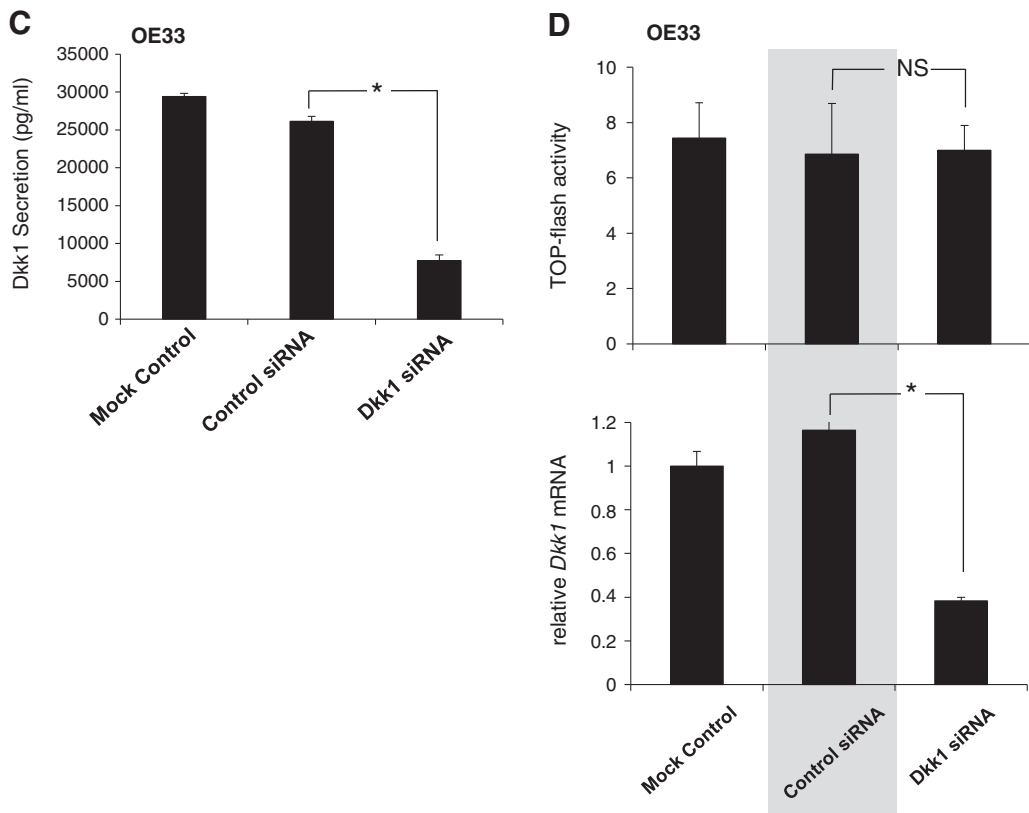 C
OE33
Dkk1 Secretion (pg/ml)
35000
30000
25000
20000
15000
10000
5000
0
*
Mock Control
Control siRNA
Dkk1 siRNA
D
OE33
TOP-flash activity
10
8
6
4
2
0
NS
relative Dkk1 mRNA
1.2
1
0.8
0.6
0.4
0.2
0
*
Mock Control
Control siRNA
Dkk1 siRNA